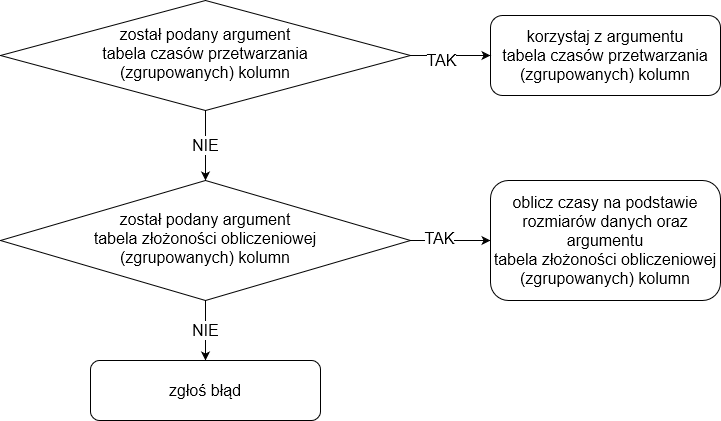 został podany argument
tabela czasów przetwarzania
(zgrupowanych) kolumn
TAK
korzystaj z argumentu
tabela czasów przetwarzania
(zgrupowanych) kolumn
NIE
został podany argument
tabela złożoności obliczeniowej
(zgrupowanych) kolumn
TAK
oblicz czasy na podstawie
rozmiarów danych oraz
argumentu
tabela złożoności obliczeniowej
(zgrupowanych) kolumn
NIE
zgłoś błąd